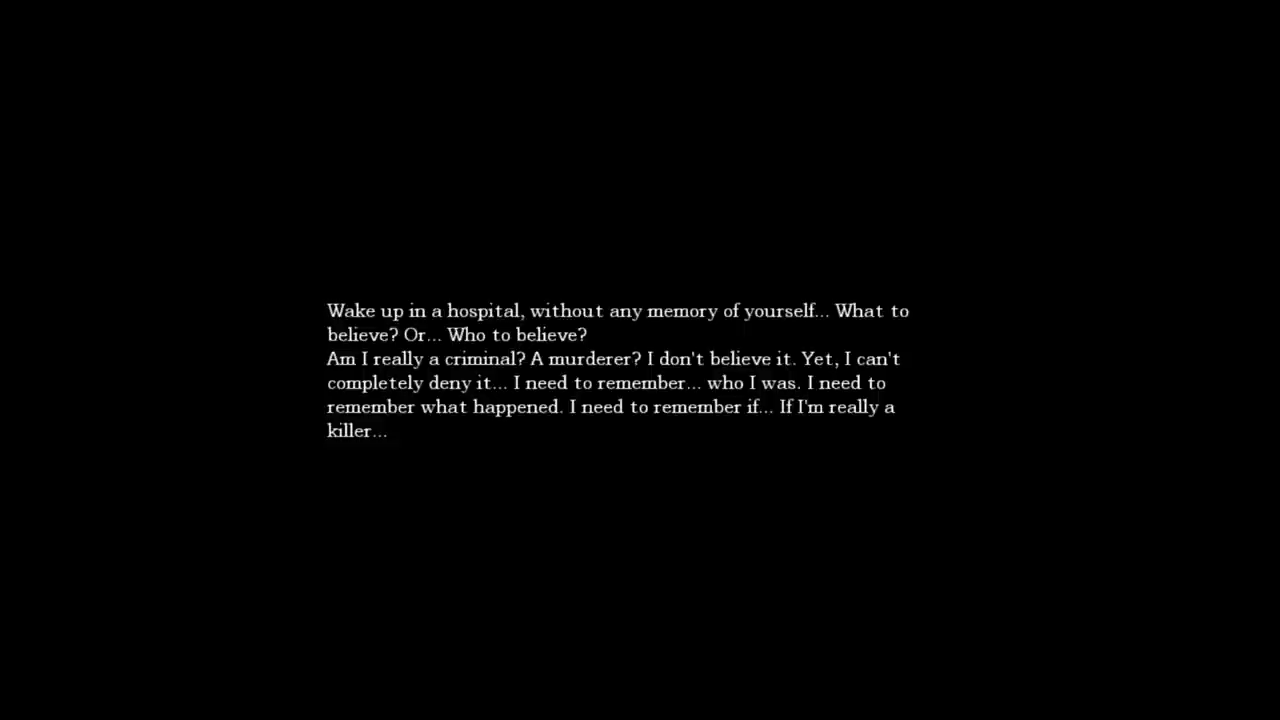 Wake up in a hospital, without any memory of yourself... What to
believe? Or... Who to believe?
Am I really a criminal? A murderer? I don't believe it. Yet, I can't
completely deny it... I need to remember... who I was. I need to
remember what happened. I need to remember if... If I'm really a
killer...